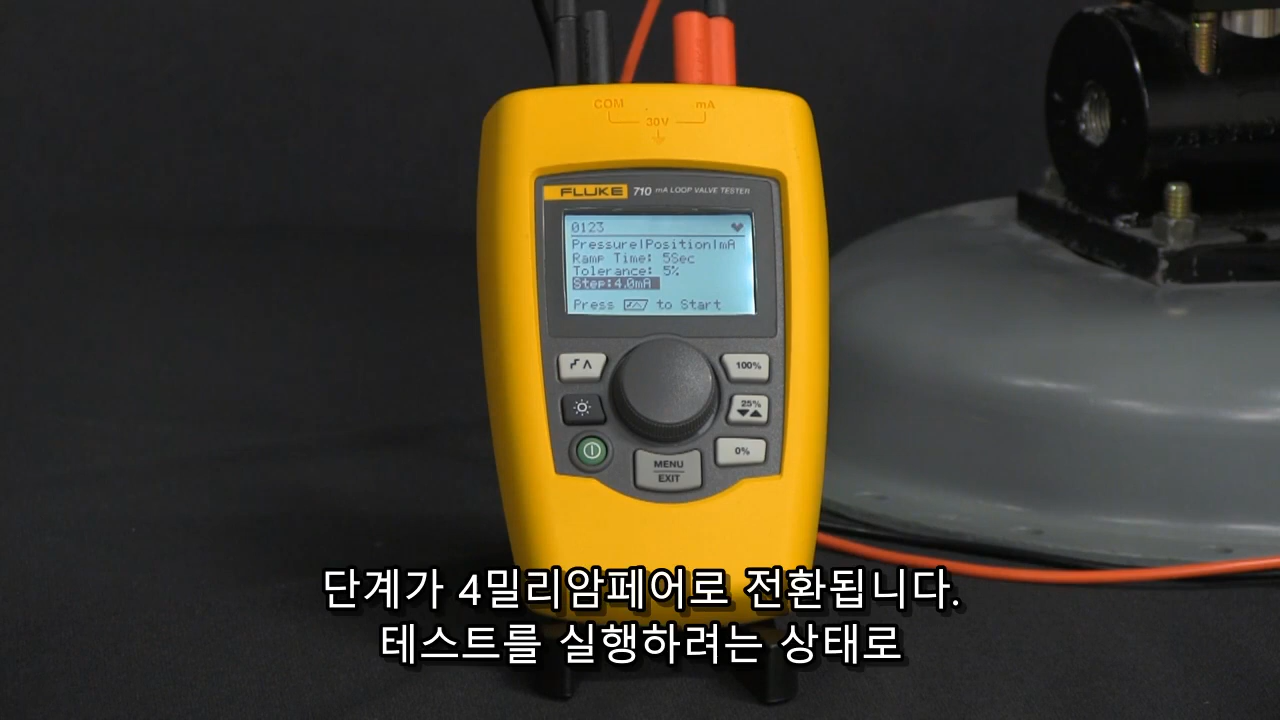 COM mA
30V
FLUKE 710 mA LOOP VALVE TESTER
0123
Pressure|Position|mA
Ramp Time: 5Sec
Tolerance: 5%
Step:4.0mA
Press to Start
100%
25%
0%
MENU
EXIT
단계가 4밀리암페어로 전환됩니다.
테스트를 실행하려는 상태로